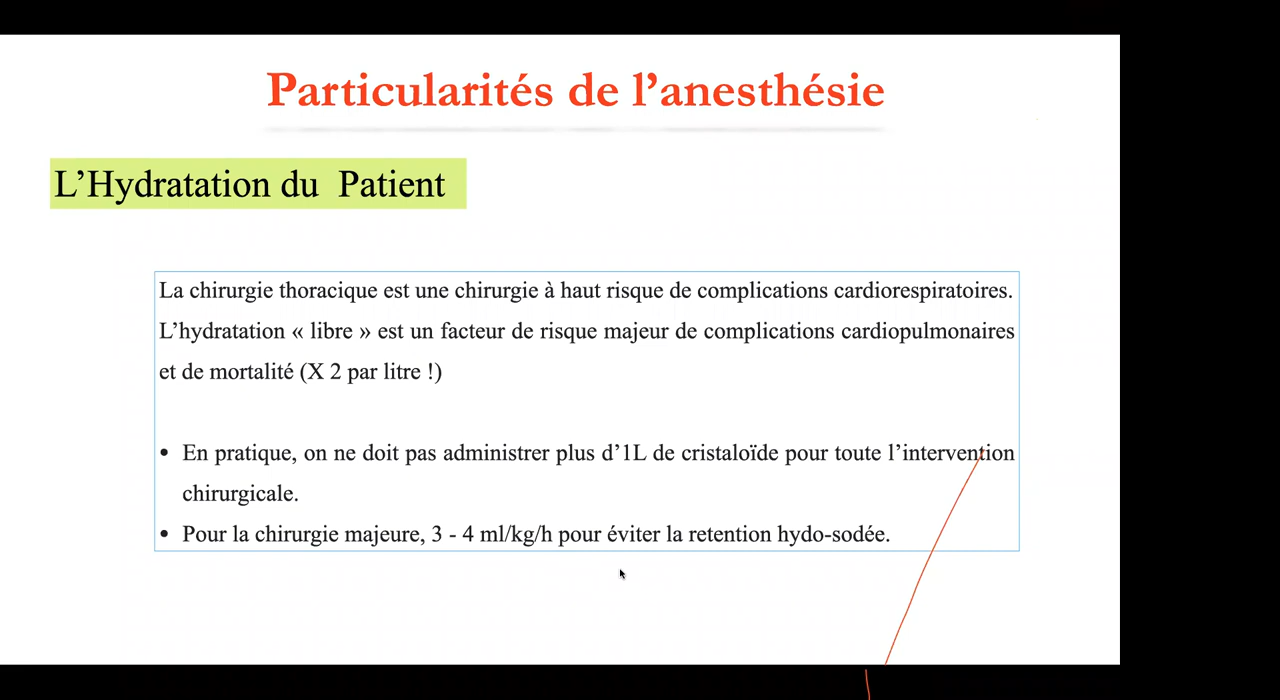 Particularités de l’anesthésie
L’Hydratation du Patient
La chirurgie thoracique est une chirurgie à haut risque de complications cardiorespiratoires.
L’hydratation « libre » est un facteur de risque majeur de complications cardiopulmonaires
et de mortalité (X 2 par litre !)
• En pratique, on ne doit pas administrer plus d’1L de cristaloïde pour toute l’intervention
chirurgicale.
• Pour la chirurgie majeure, 3 - 4 ml/kg/h pour éviter la retention hydo-sodée.